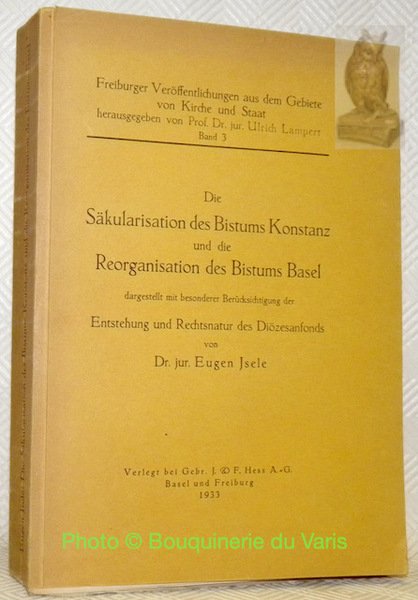 Freiburger Veröffentlichungen aus dem Gebiete
von Kirche und Staat
herausgegeben von Prof. Dr. jur. Ulrich Lampert
Band 3
Die
Säkularisation des Bistums Konstanz
und die
Reorganisation des Bistums Basel
dargestellt mit besonderer Berücksichtigung der
Entstehung und Rechtsnatur des Diözesanfonds
von
Dr. jur. Eugen Jsele
Verlegt bei Gebr. J. & F. Hess A.-G.
Basel und Freiburg
1933
Photo © Bouquinerie du Varis